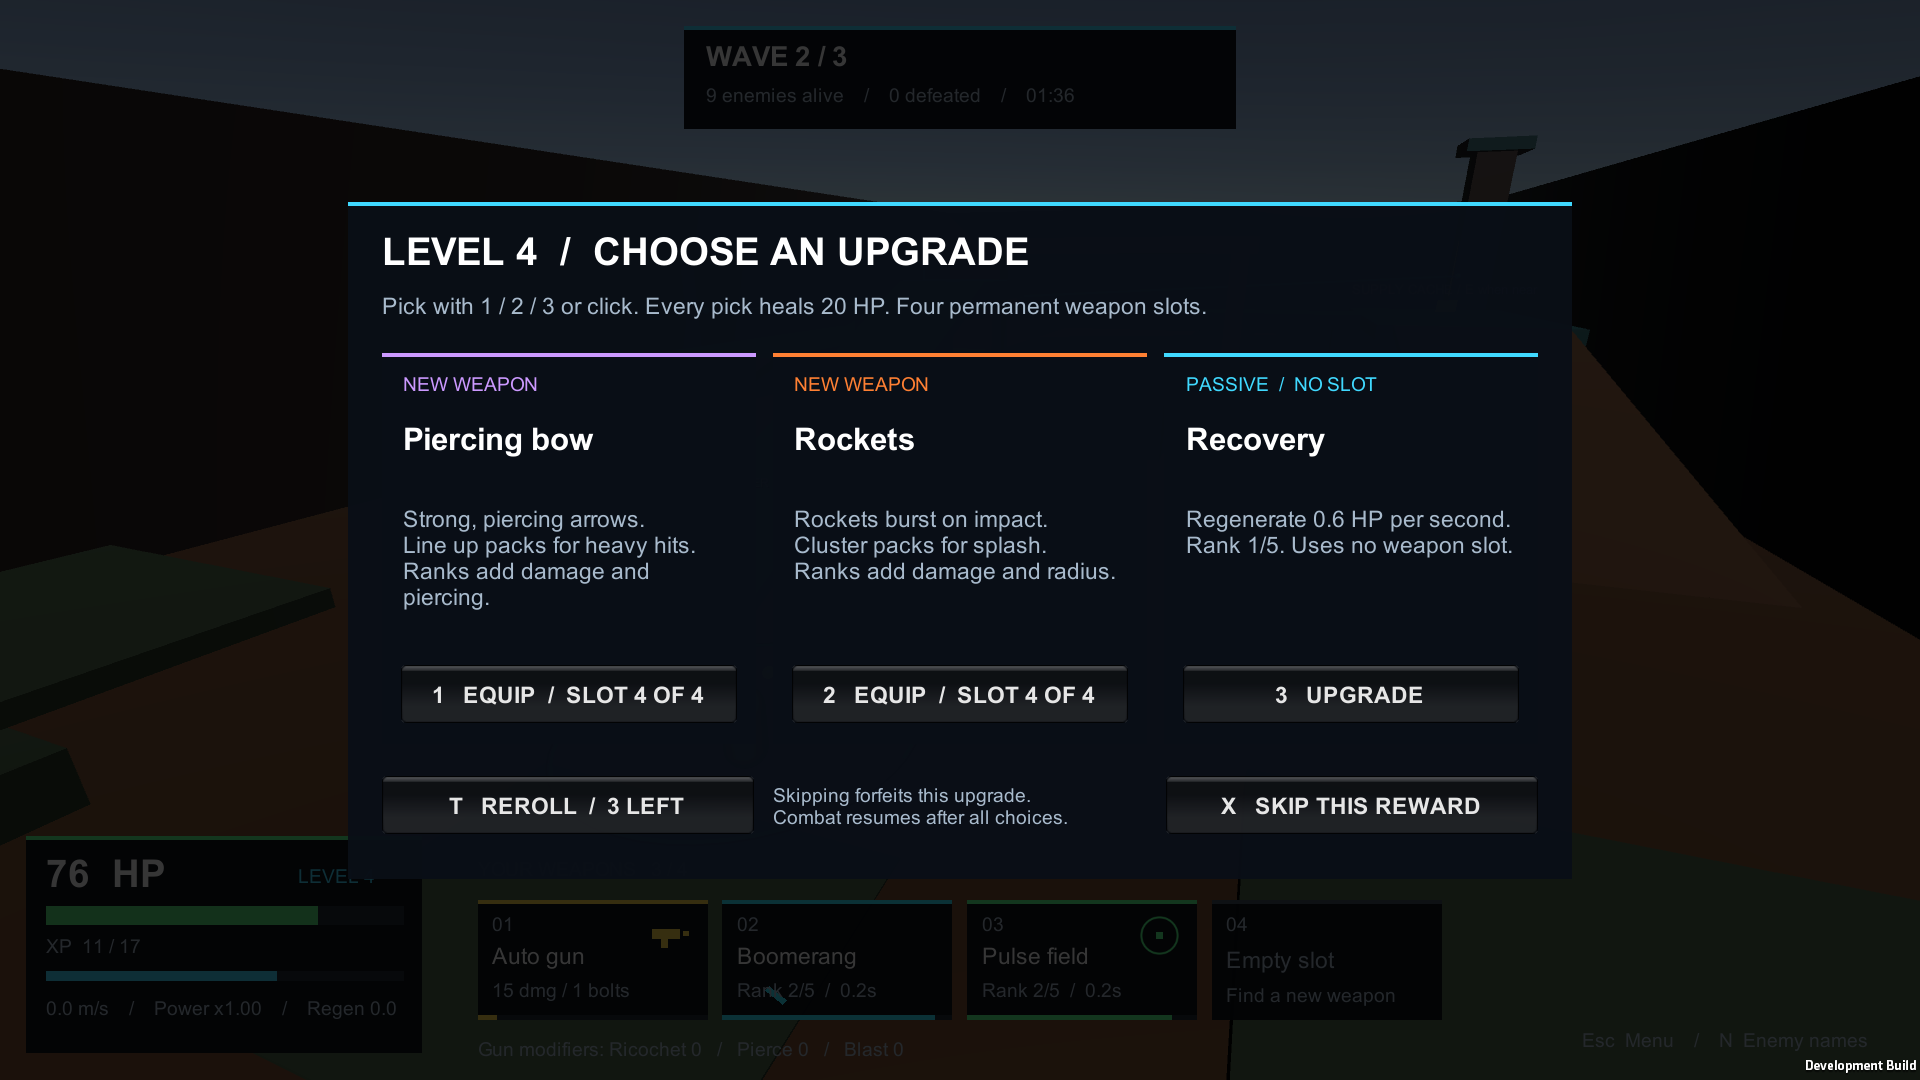 WAVE 2 / 3
9 enemies alive / 0 defeated / 01:36
LEVEL 4 / CHOOSE AN UPGRADE
Pick with 1 / 2 / 3 or click. Every pick heals 20 HP. Four permanent weapon slots.
NEW WEAPON
Piercing bow
Strong, piercing arrows.
Line up packs for heavy hits.
Ranks add damage and
piercing.
1 EQUIP / SLOT 4 OF 4
NEW WEAPON
Rockets
Rockets burst on impact.
Cluster packs for splash.
Ranks add damage and radius.
2 EQUIP / SLOT 4 OF 4
PASSIVE / NO SLOT
Recovery
Regenerate 0.6 HP per second.
Rank 1/5. Uses no weapon slot.
3 UPGRADE
T REROLL / 3 LEFT
Skipping forfeits this upgrade.
Combat resumes after all choices.
X SKIP THIS REWARD
76 HP
LEVEL 4
XP 11 / 17
0.0 m/s / Power x1.00 / Regen 0.0
01
Auto gun
15 dmg / 1 bolts
02
Boomerang
Rank 2/5 / 0.2s
03
Pulse field
Rank 2/5 / 0.2s
04
Empty slot
Find a new weapon
Gun modifiers: Ricochet 0 / Pierce 0 / Blast 0
Esc Menu / N Enemy names
Development Build